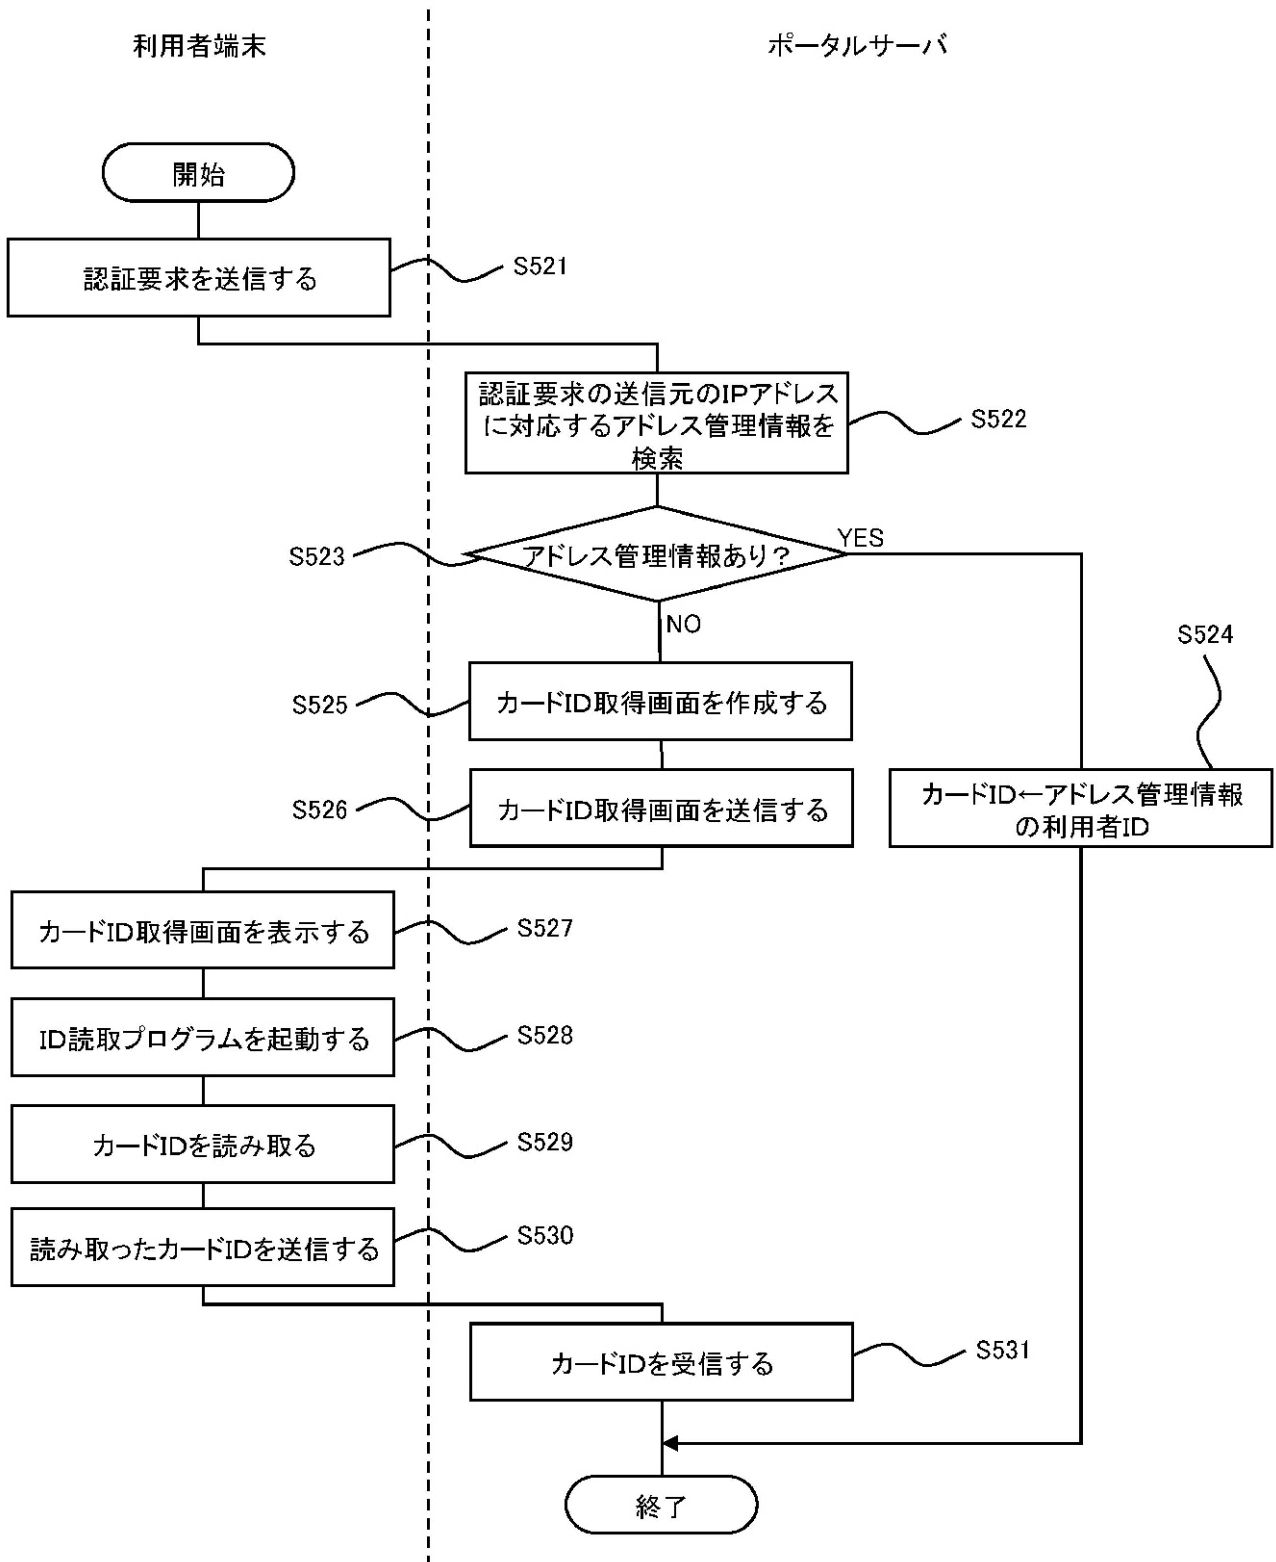 利用者端末
ポータルサーバ
開始
認証要求を送信する
S521
認証要求の送信元のIPアドレス
に対応するアドレス管理情報を
検索
S522
S523
アドレス管理情報あり?
YES
NO
S524
S525
カードID取得画面を作成する
S526
カードID取得画面を送信する
カードID←アドレス管理情報
の利用者ID
カードID取得画面を表示する
S527
ID読取プログラムを起動する
S528
カードIDを読み取る
S529
読み取ったカードIDを送信する
S530
カードIDを受信する
S531
終了